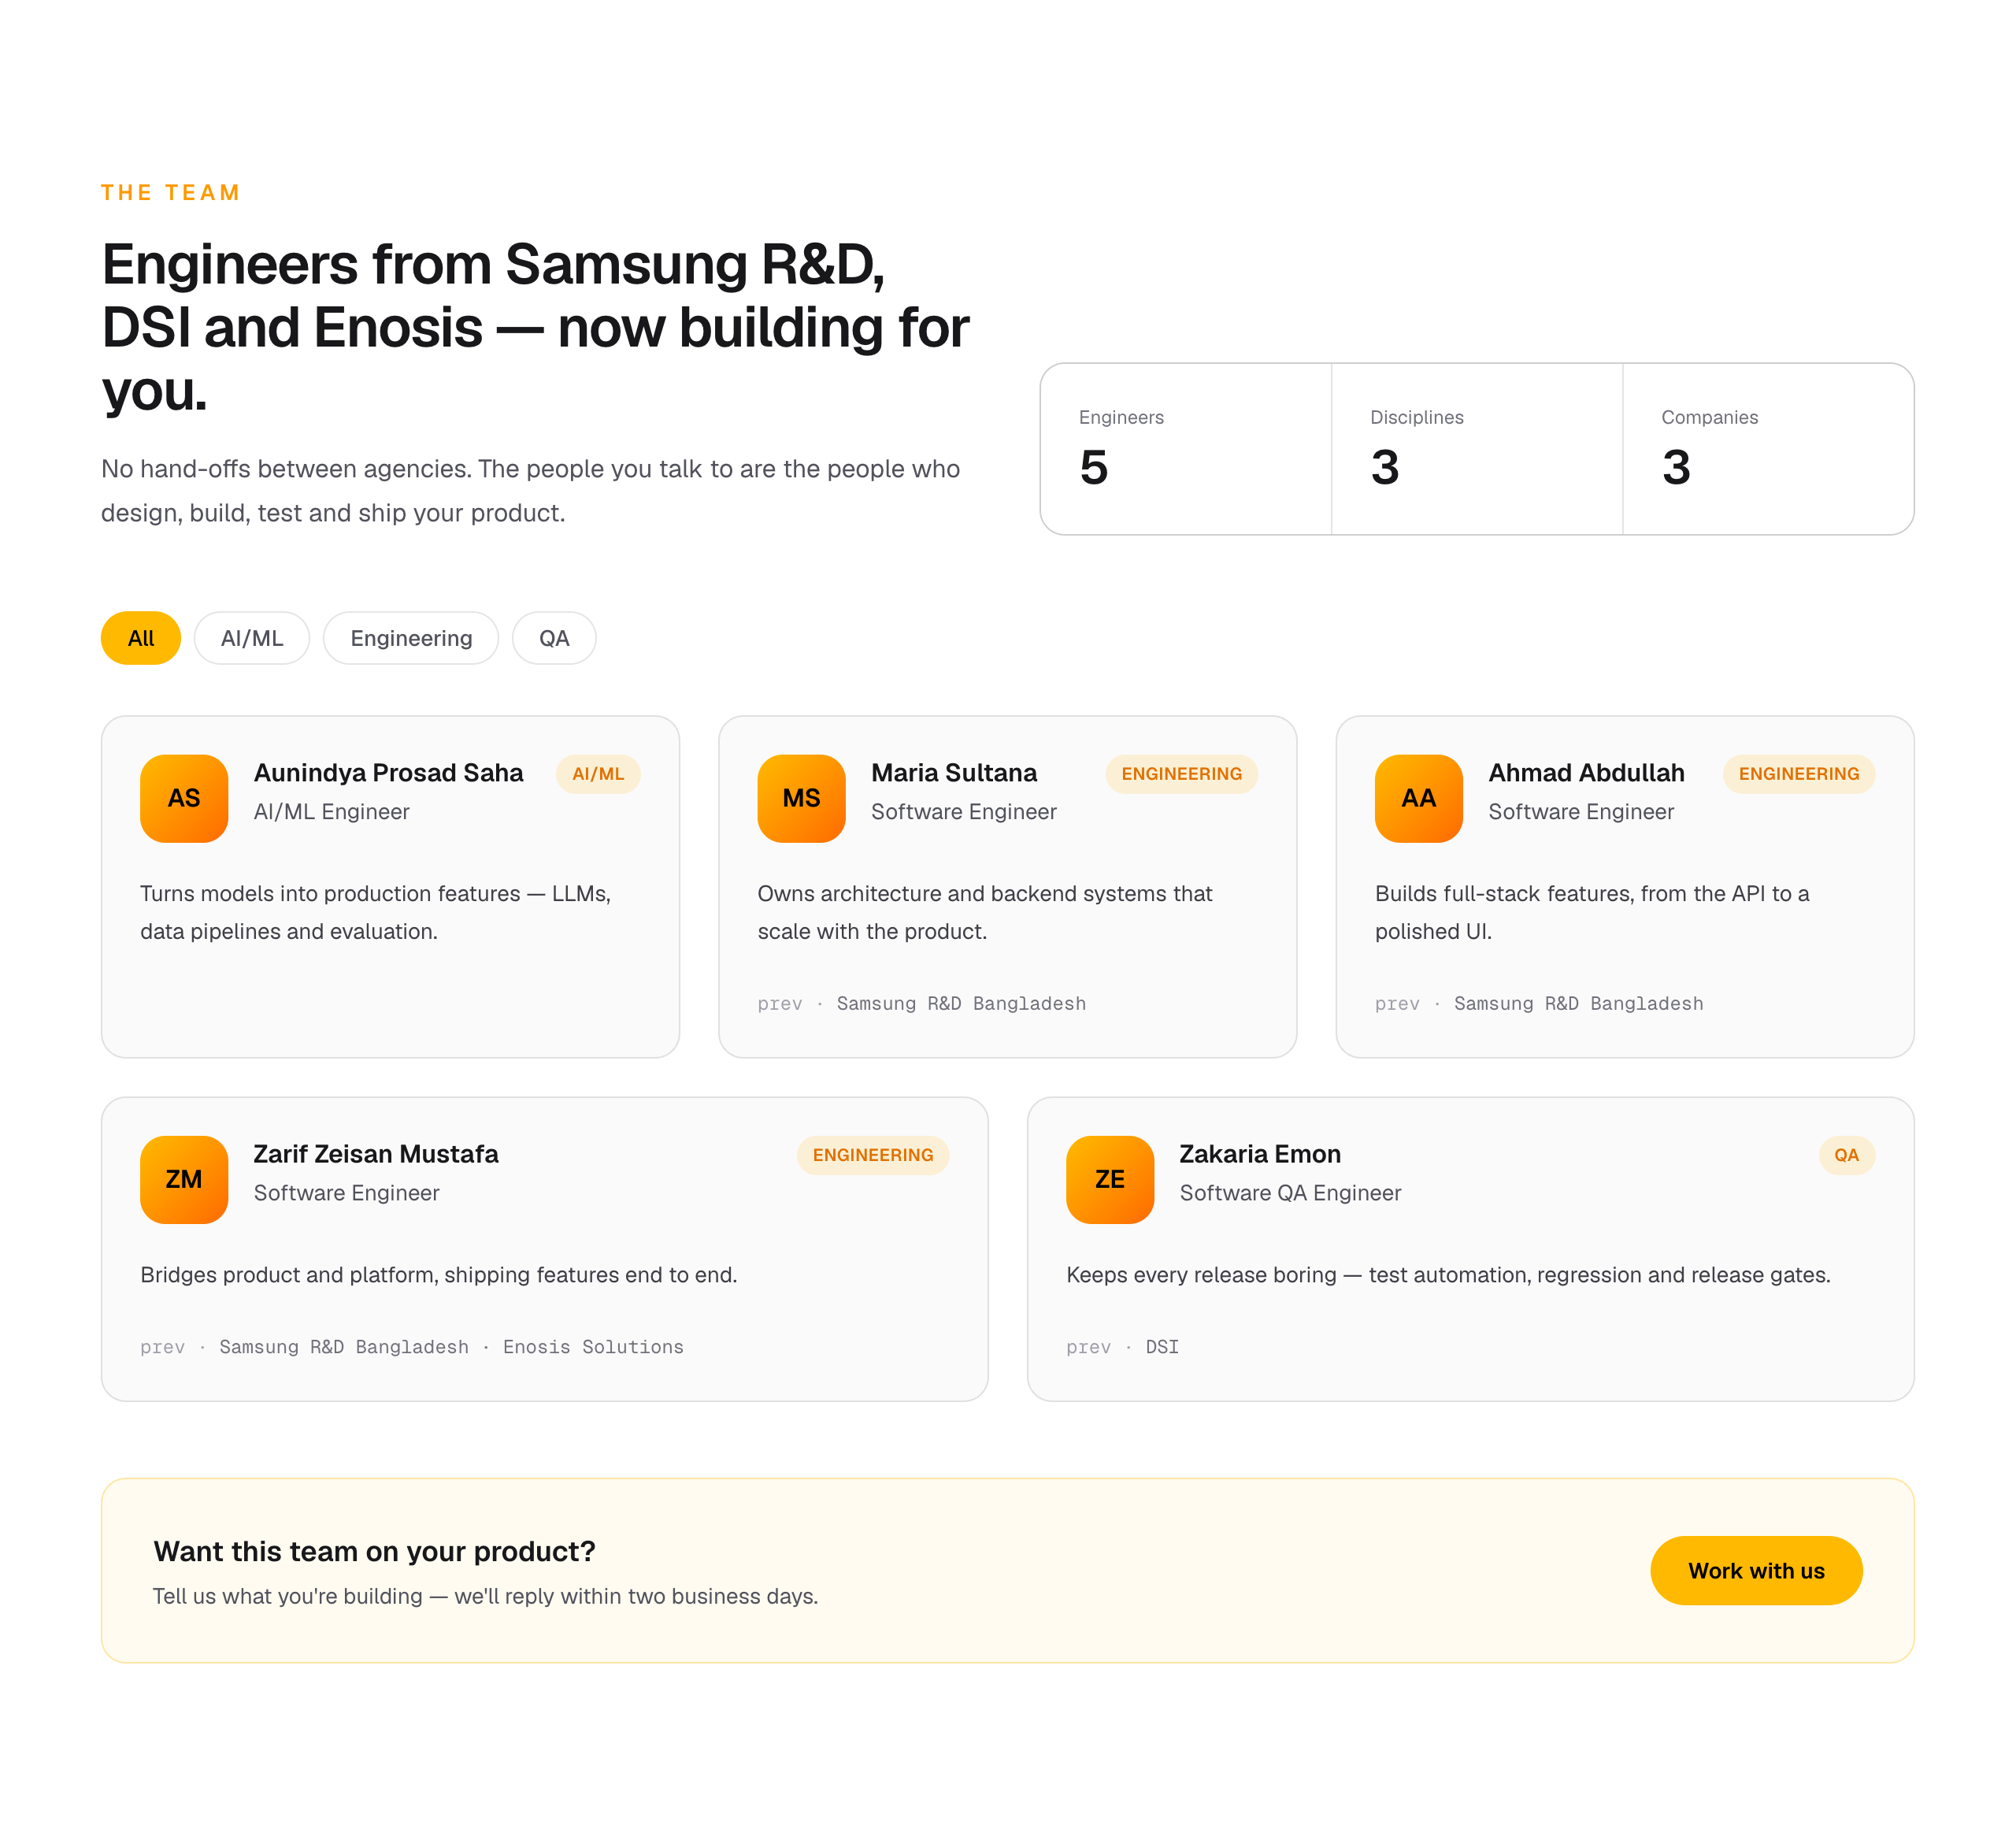 THE TEAM
Engineers from Samsung R&D,
DSI and Enosis — now building for
you.
No hand-offs between agencies. The people you talk to are the people who
design, build, test and ship your product.
Engineers
5
Disciplines
3
Companies
3
All
AI/ML
Engineering
QA
AS
Aunindya Prosad Saha
AI/ML
AI/ML Engineer
Turns models into production features — LLMs,
data pipelines and evaluation.
MS
Maria Sultana
ENGINEERING
Software Engineer
Owns architecture and backend systems that
scale with the product.
prev · Samsung R&D Bangladesh
AA
Ahmad Abdullah
ENGINEERING
Software Engineer
Builds full-stack features, from the API to a
polished UI.
prev · Samsung R&D Bangladesh
ZM
Zarif Zeisan Mustafa
ENGINEERING
Software Engineer
Bridges product and platform, shipping features end to end.
prev · Samsung R&D Bangladesh · Enosis Solutions
ZE
Zakaria Emon
QA
Software QA Engineer
Keeps every release boring — test automation, regression and release gates.
prev · DSI
Want this team on your product?
Tell us what you're building — we'll reply within two business days.
Work with us